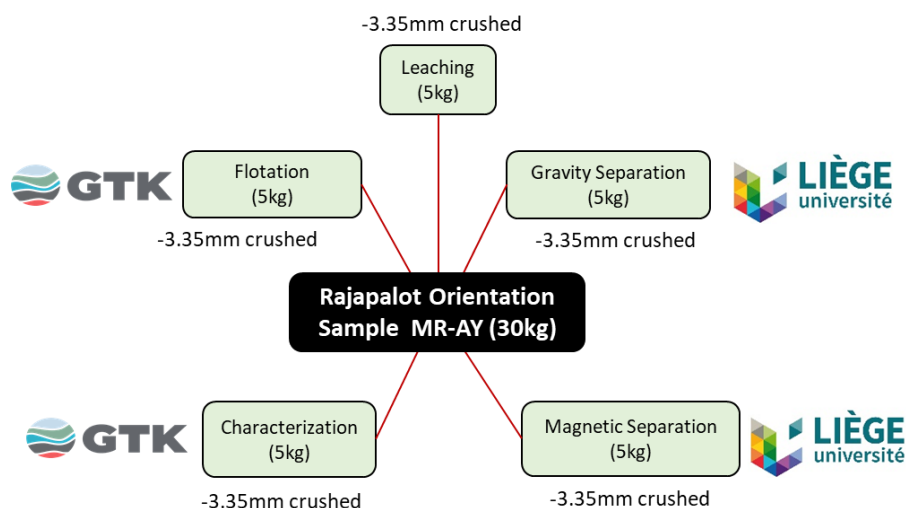 -3.35mm crushed
Leaching
(5kg)
GTK
Flotation
(5kg)
-3.35mm crushed
Gravity Separation
(5kg)
-3.35mm crushed
LIÈGE
université
Rajapalot Orientation
Sample MR-AY (30kg)
GTK
Characterization
(5kg)
-3.35mm crushed
Magnetic Separation
(5kg)
-3.35mm crushed
LIÈGE
université